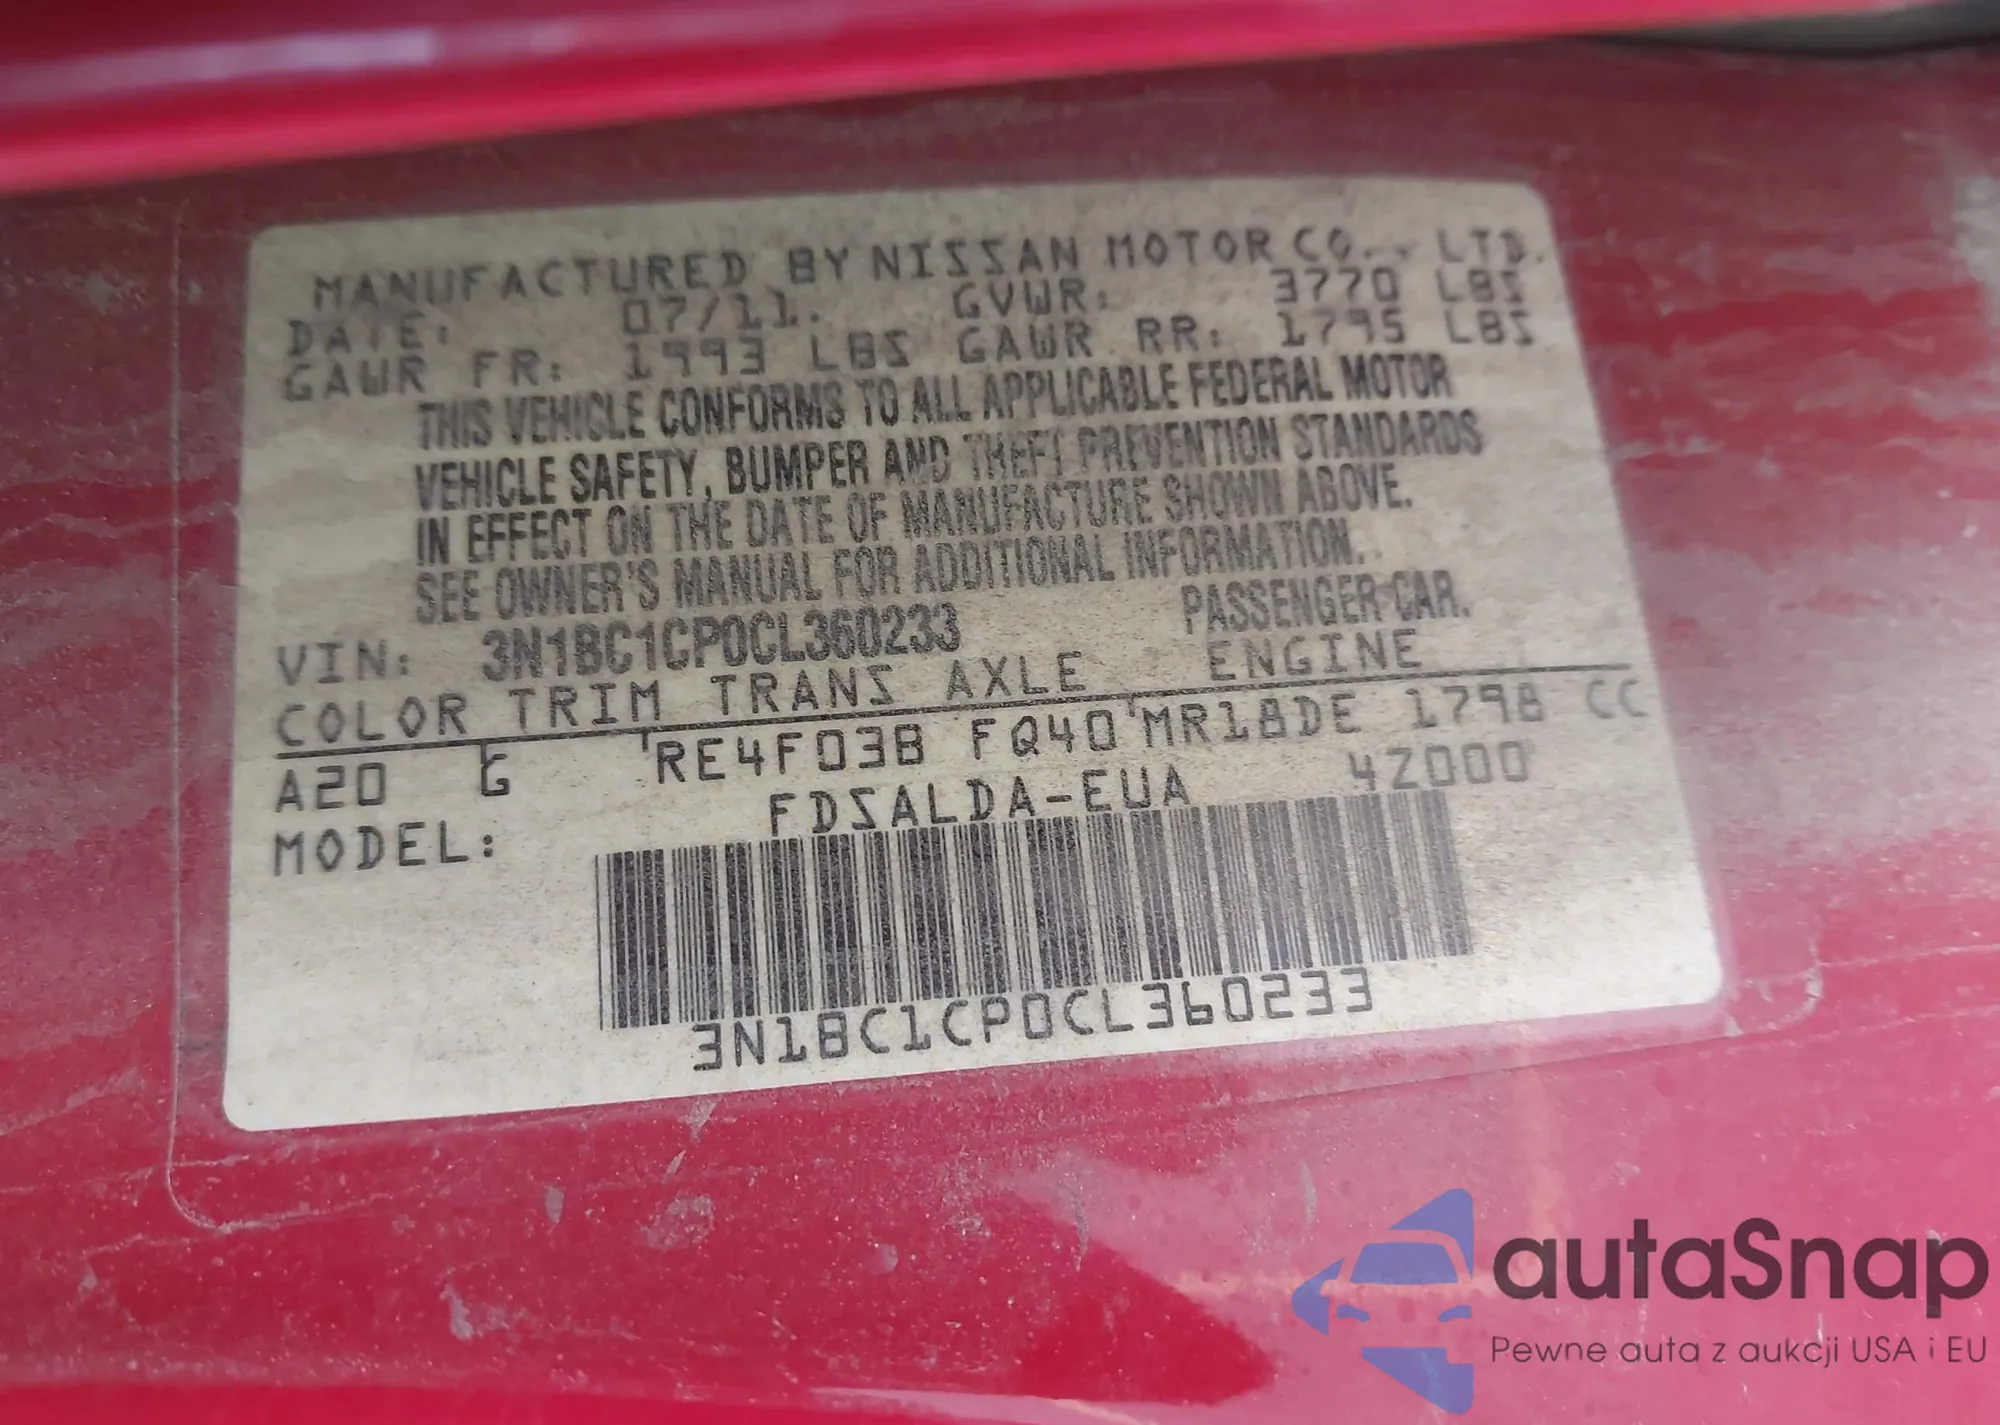 MANUFACTURED BY NISSAN MOTOR CO., LTD.
DATE: 07/11. GVWR: 3770 LBS
GAWR FR: 1993 LBS GAWR RR: 1795 LBS
THIS VEHICLE CONFORMS TO ALL APPLICABLE FEDERAL MOTOR
VEHICLE SAFETY, BUMPER AND THEFT PREVENTION STANDARDS
IN EFFECT ON THE DATE OF MANUFACTURE SHOWN ABOVE.
SEE OWNER'S MANUAL FOR ADDITIONAL INFORMATION.
VIN: 3N1BC1CP0CL360233 PASSENGER CAR.
COLOR TRIM TRANS AXLE ENGINE
A20 G RE4F03B FQ40 MR18DE 1798 CC
MODEL: FDSALDA-EUA 4Z000
3N1BC1CP0CL360233
autaSnap
Pewne auta z aukcji USA i EU